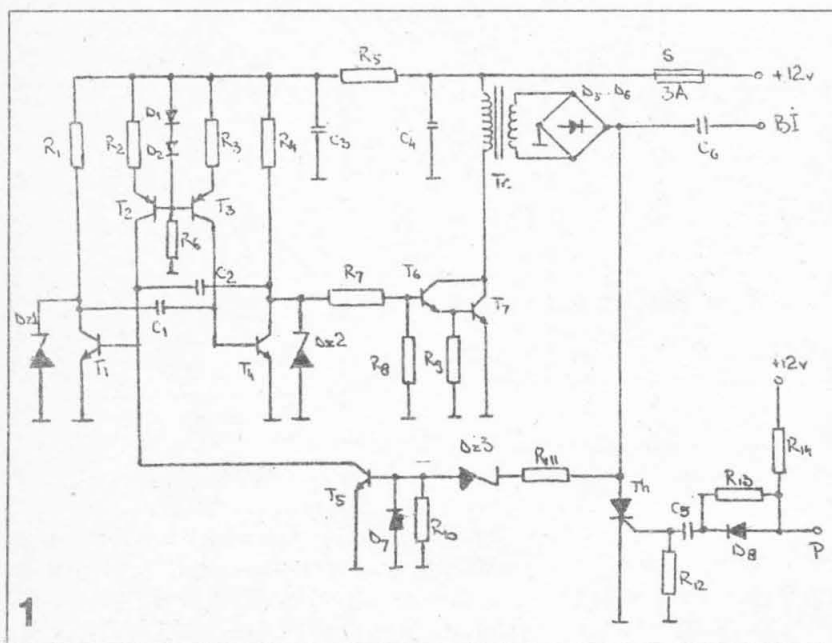 R5
S
+12v
3A
D1
D5..D6
R1
R2
D2
R3
R4
C3
C4
C6
BI
Tr.
T2
T3
R6
C2
R7
T6
T7
Dz1
C1
T1
T4
Dz2
R8
R9
+12v
Dz3
R11
R14
T5
Th
R13
C5
D7
R10
D8
P
R12
1